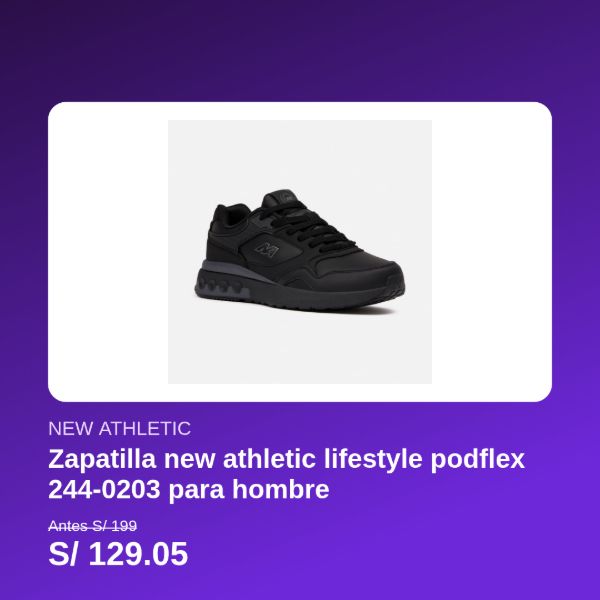 NEW ATHLETIC
Zapatilla new athletic lifestyle podflex
244-0203 para hombre
Antes S/ 199
S/ 129.05